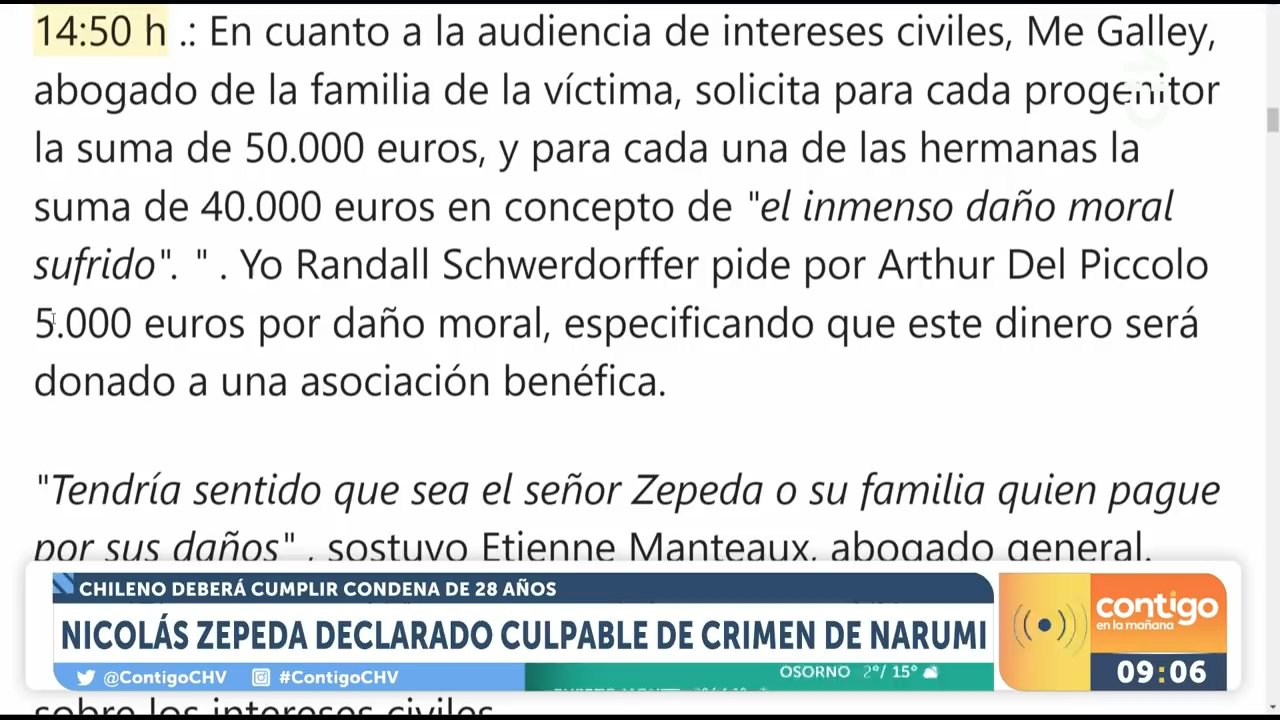 14:50 h .: En cuanto a la audiencia de intereses civiles, Me Galley,
abogado de la familia de la víctima, solicita para cada progenitor
la suma de 50.000 euros, y para cada una de las hermanas la
suma de 40.000 euros en concepto de "el inmenso daño moral
sufrido". " . Yo Randall Schwerdorffer pide por Arthur Del Piccolo
5.000 euros por daño moral, especificando que este dinero será
donado a una asociación benéfica.
"Tendría sentido que sea el señor Zepeda o su familia quien pague
por sus daños" , sostuvo Etienne Manteaux, abogado general.
CHILENO DEBERÁ CUMPLIR CONDENA DE 28 AÑOS
NICOLÁS ZEPEDA DECLARADO CULPABLE DE CRIMEN DE NARUMI
contigo
en la mañana
@ContigoCHV #ContigoCHV
OSORNO 2°/ 15°
09:06
sobre los intereses civiles.